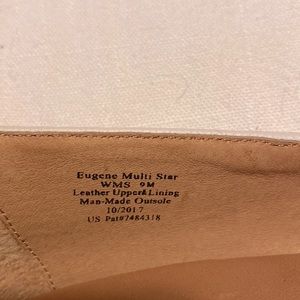 Eugene Multi Star
WMS 9M
Leather Upper&Lining
Man-Made Outsole
10/2017
US Pat#7484318